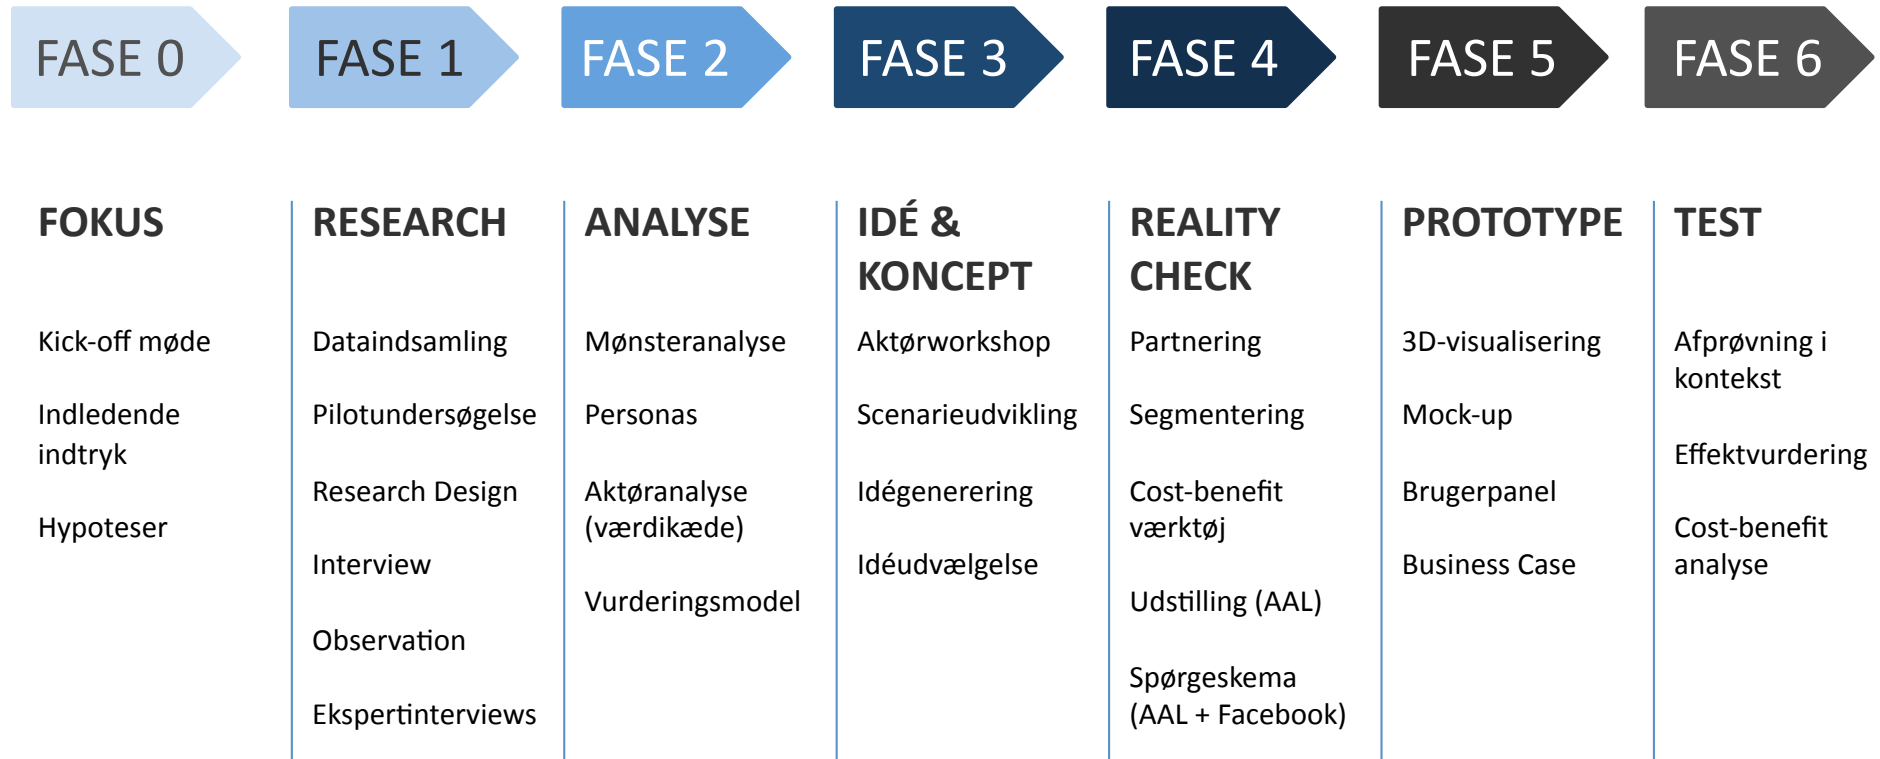 FASE 0
FASE 1
FASE 2
FASE 3
FASE 4
FASE 5
FASE 6
FOKUS
Kick-off møde
Indledende
indtryk
Hypoteser
RESEARCH
Dataindsamling
Pilotundersøgelse
Research Design
Interview
Observation
Ekspertinterviews
ANALYSE
Mønsteranalyse
Personas
Aktøranalyse
(værdikæde)
Vurderingsmodel
IDÉ &
KONCEPT
Aktørworkshop
Scenarieudvikling
Idégenerering
Idéudvælgelse
REALITY
CHECK
Partnering
Segmentering
Cost-benefit
værktøj
Udstilling (AAL)
Spørgeskema
(AAL + Facebook)
PROTOTYPE
3D-visualisering
Mock-up
Brugerpanel
Business Case
TEST
Afprøvning i
kontekst
Effektvurdering
Cost-benefit
analyse